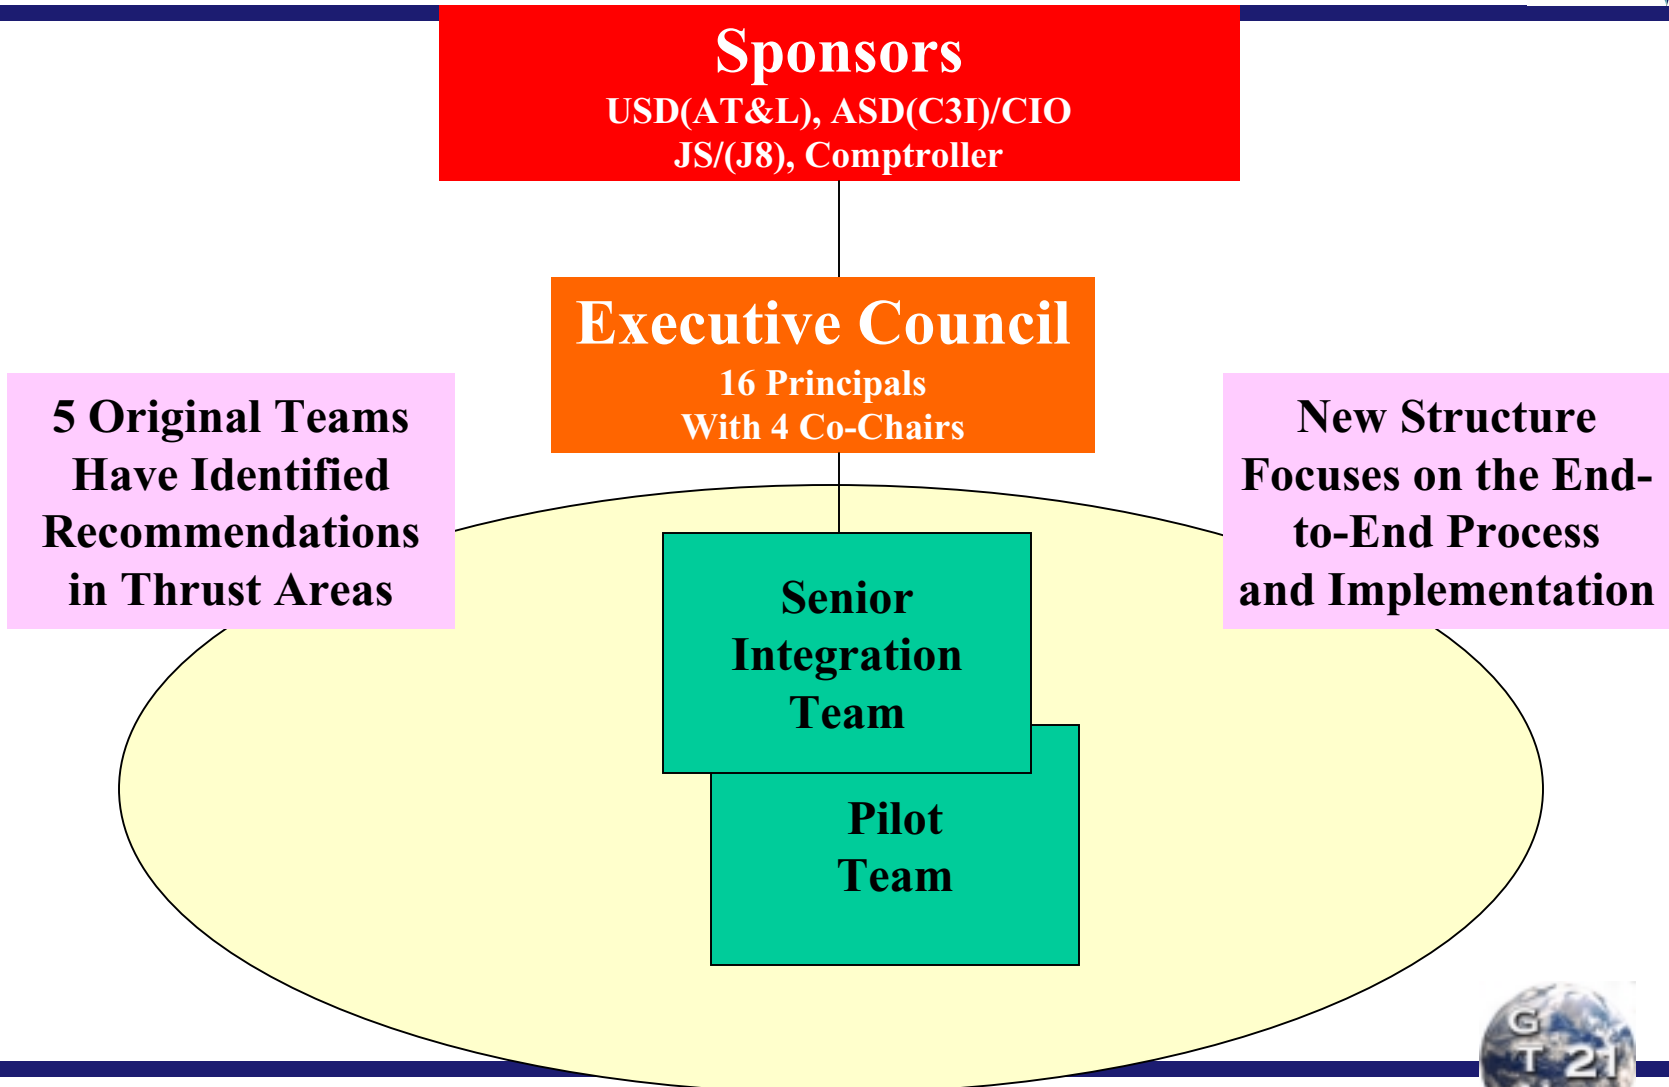 Sponsors
USD(AT&L), ASD(C3I)/CIO
JS/(J8), Comptroller
Executive Council
16 Principals
With 4 Co-Chairs
5 Original Teams
Have Identified
Recommendations
in Thrust Areas
New Structure
Focuses on the End-
to-End Process
and Implementation
Senior
Integration
Team
Pilot
Team
G
T 21